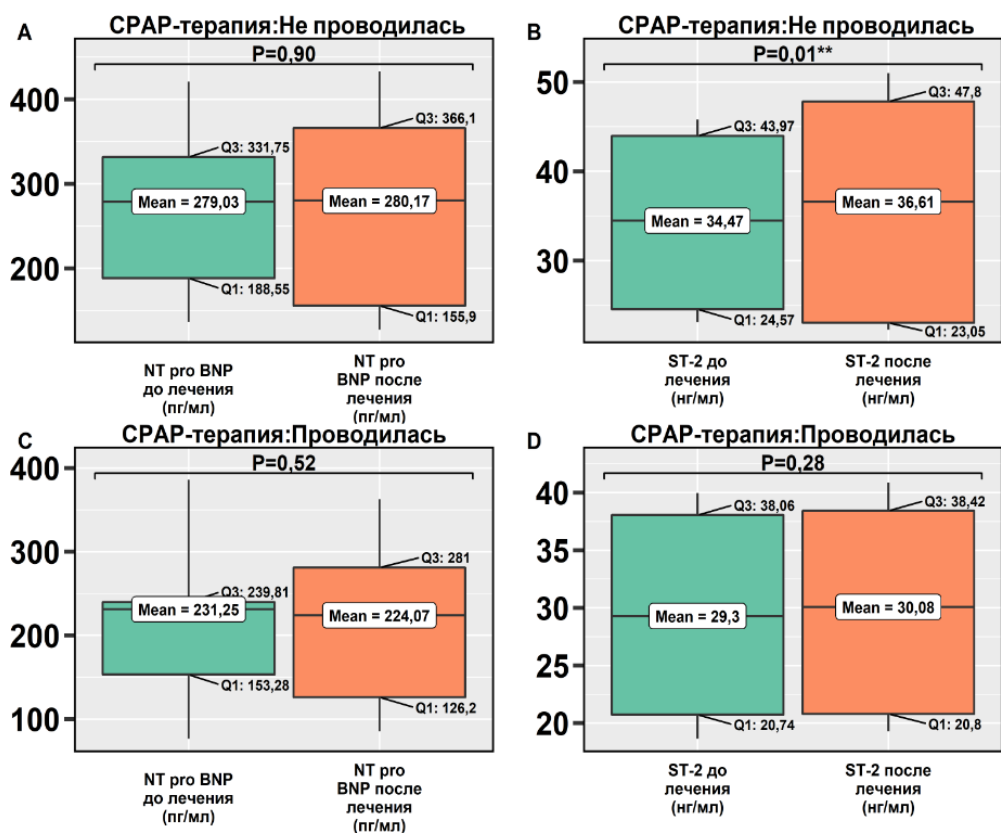 A
CPAP-терапия:Не проводилась
P=0,90
400
300
200
Q3: 331,75
Mean = 279,03
Q1: 188,55
Q3: 366,1
Mean = 280,17
Q1: 155,9
NT pro BNP
до лечения
(пг/мл)
NT pro
BNP после
лечения
(пг/мл)
B
CPAP-терапия:Не проводилась
P=0,01**
50
40
30
Q3: 43,97
Mean = 34,47
Q1: 24,57
Q3: 47,8
Mean = 36,61
Q1: 23,05
ST-2 до
лечения
(нг/мл)
ST-2 после
лечения
(нг/мл)
C
CPAP-терапия:Проводилась
P=0,52
400
300
200
100
Q3: 239,81
Mean = 231,25
Q1: 153,28
Q3: 281
Mean = 224,07
Q1: 126,2
NT pro BNP
до лечения
(пг/мл)
NT pro
BNP после
лечения
(пг/мл)
D
CPAP-терапия:Проводилась
P=0,28
40
35
30
25
20
Q3: 38,06
Mean = 29,3
Q1: 20,74
Q3: 38,42
Mean = 30,08
Q1: 20,8
ST-2 до
лечения
(нг/мл)
ST-2 после
лечения
(нг/мл)